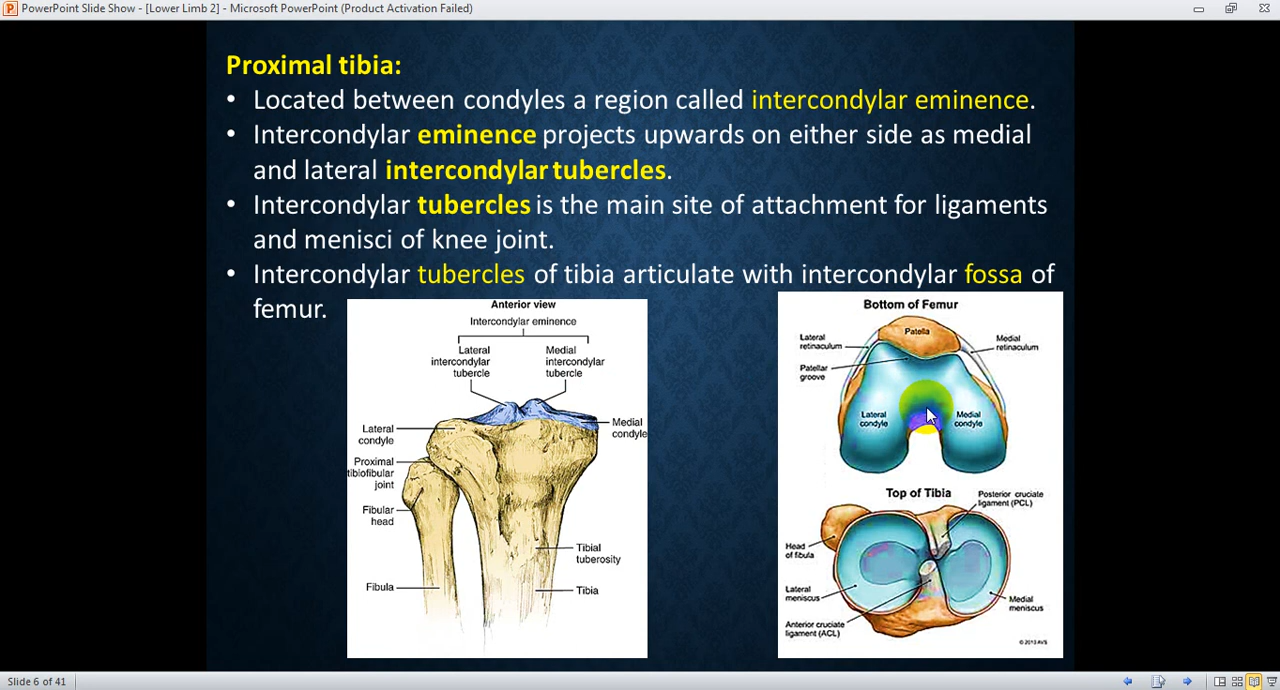 PowerPoint Slide Show - [Lower Limb 2] - Microsoft PowerPoint (Product Activation Failed)
Proximal tibia:
• Located between condyles a region called intercondylar eminence.
• Intercondylar eminence projects upwards on either side as medial
and lateral intercondylar tubercles.
• Intercondylar tubercles is the main site of attachment for ligaments
and menisci of knee joint.
• Intercondylar tubercles of tibia articulate with intercondylar fossa of
femur.
Anterior view
Intercondylar eminence
Lateral
intercondylar
tubercle
Medial
intercondylar
tubercle
Lateral
condyle
Medial
condyle
Proximal
tibiofibular
joint
Fibular
head
Tibial
tuberosity
Fibula
Tibia
Bottom of Femur
Patella
Lateral
retinaculum
Medial
retinaculum
Patellar
groove
Lateral
condyle
Medial
condyle
Top of Tibia
Posterior cruciate
ligament (PCL)
Head
of fibula
Lateral
meniscus
Medial
meniscus
Anterior cruciate
ligament (ACL)
© 2013 AVS
Slide 6 of 41